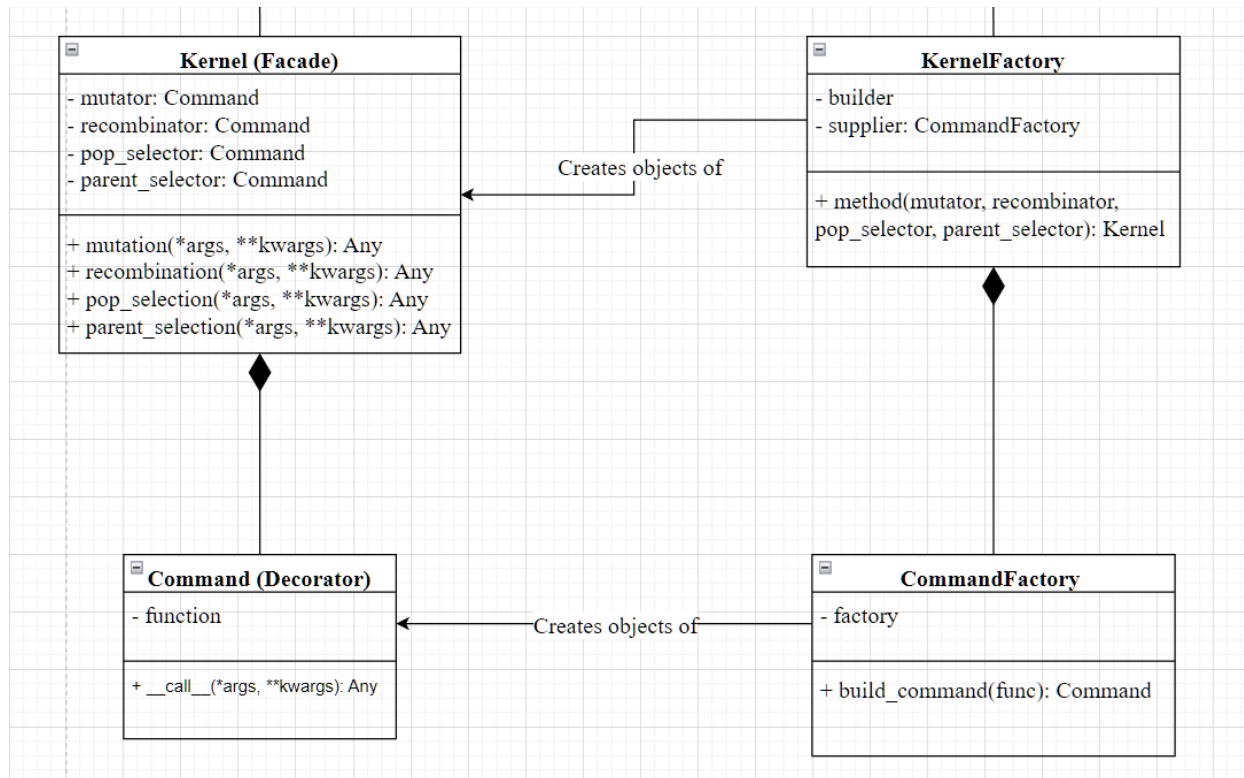 Kernel (Facade)
- mutator: Command
- recombinator: Command
- pop_selector: Command
- parent_selector: Command
+ mutation(*args, **kwargs): Any
+ recombination(*args, **kwargs): Any
+ pop_selection(*args, **kwargs): Any
+ parent_selection(*args, **kwargs): Any
Creates objects of
KernelFactory
- builder
- supplier: CommandFactory
+ method(mutator, recombinator,
pop_selector, parent_selector): Kernel
Command (Decorator)
- function
+ __call__(*args, **kwargs): Any
Creates objects of
CommandFactory
- factory
+ build_command(func): Command